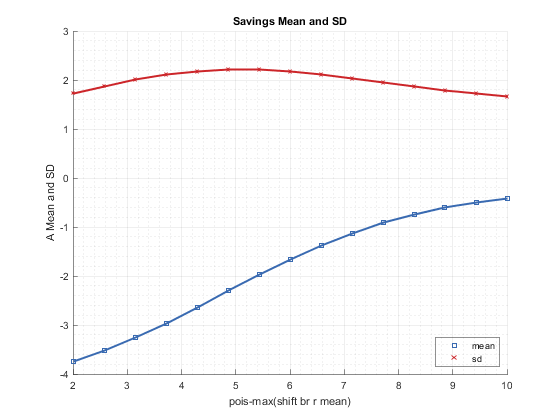 Savings Mean and SD
3
2
1
0
-1
-2
-3
-4
A Mean and SD
2 3 4 5 6 7 8 9 10
pois-max(shift br r mean)
mean
sd